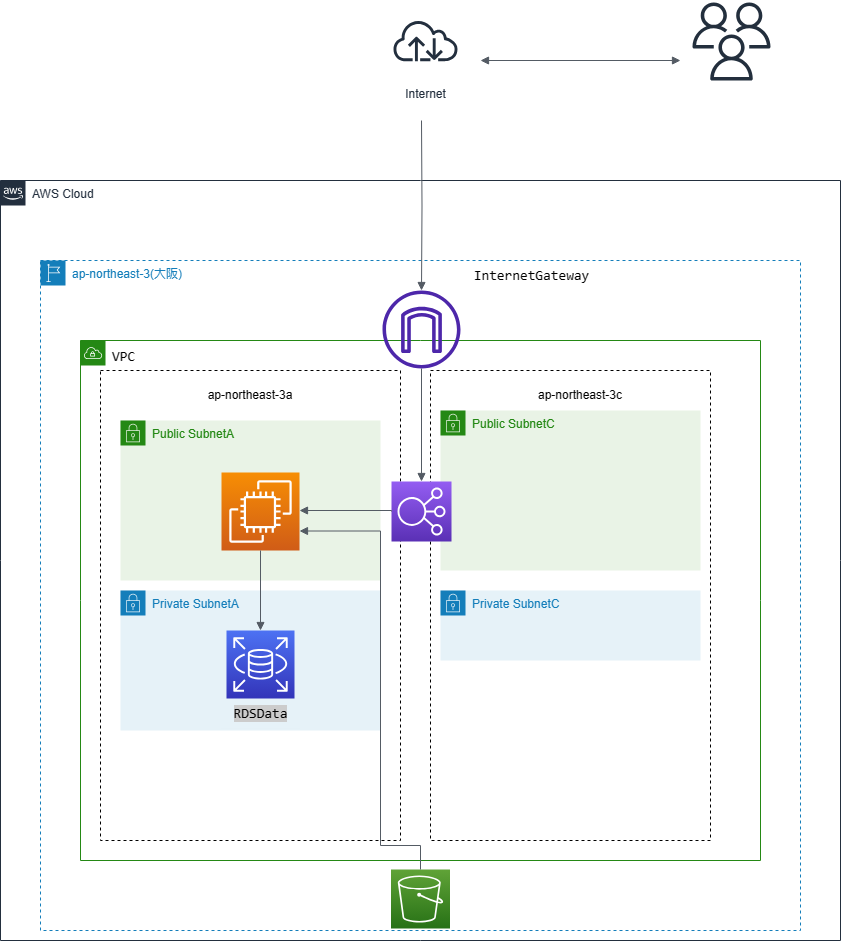 Internet
aws
AWS Cloud
ap-northeast-3(大阪)
InternetGateway
VPC
ap-northeast-3a
ap-northeast-3c
Public SubnetA
Public SubnetC
Private SubnetA
Private SubnetC
RDSData